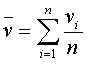 v̄ = ∑_{i=1}^{n} v_i / n